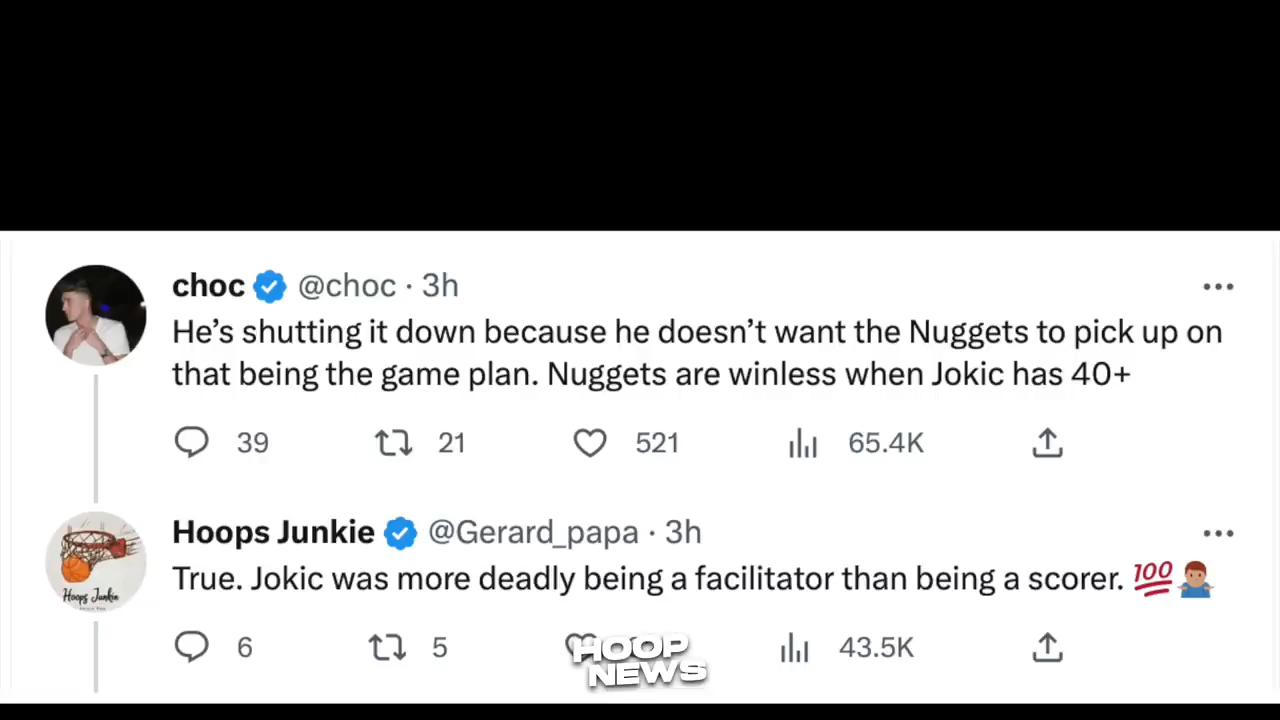 choc @choc · 3h
He's shutting it down because he doesn't want the Nuggets to pick up on
that being the game plan. Nuggets are winless when Jokic has 40+
39 21 521 65.4K
Hoops Junkie @Gerard_papa · 3h
Hoops Junkie
True. Jokic was more deadly being a facilitator than being a scorer. 💯🤷🏽‍♂️
6 5 43.5K
HOOP
NEWS